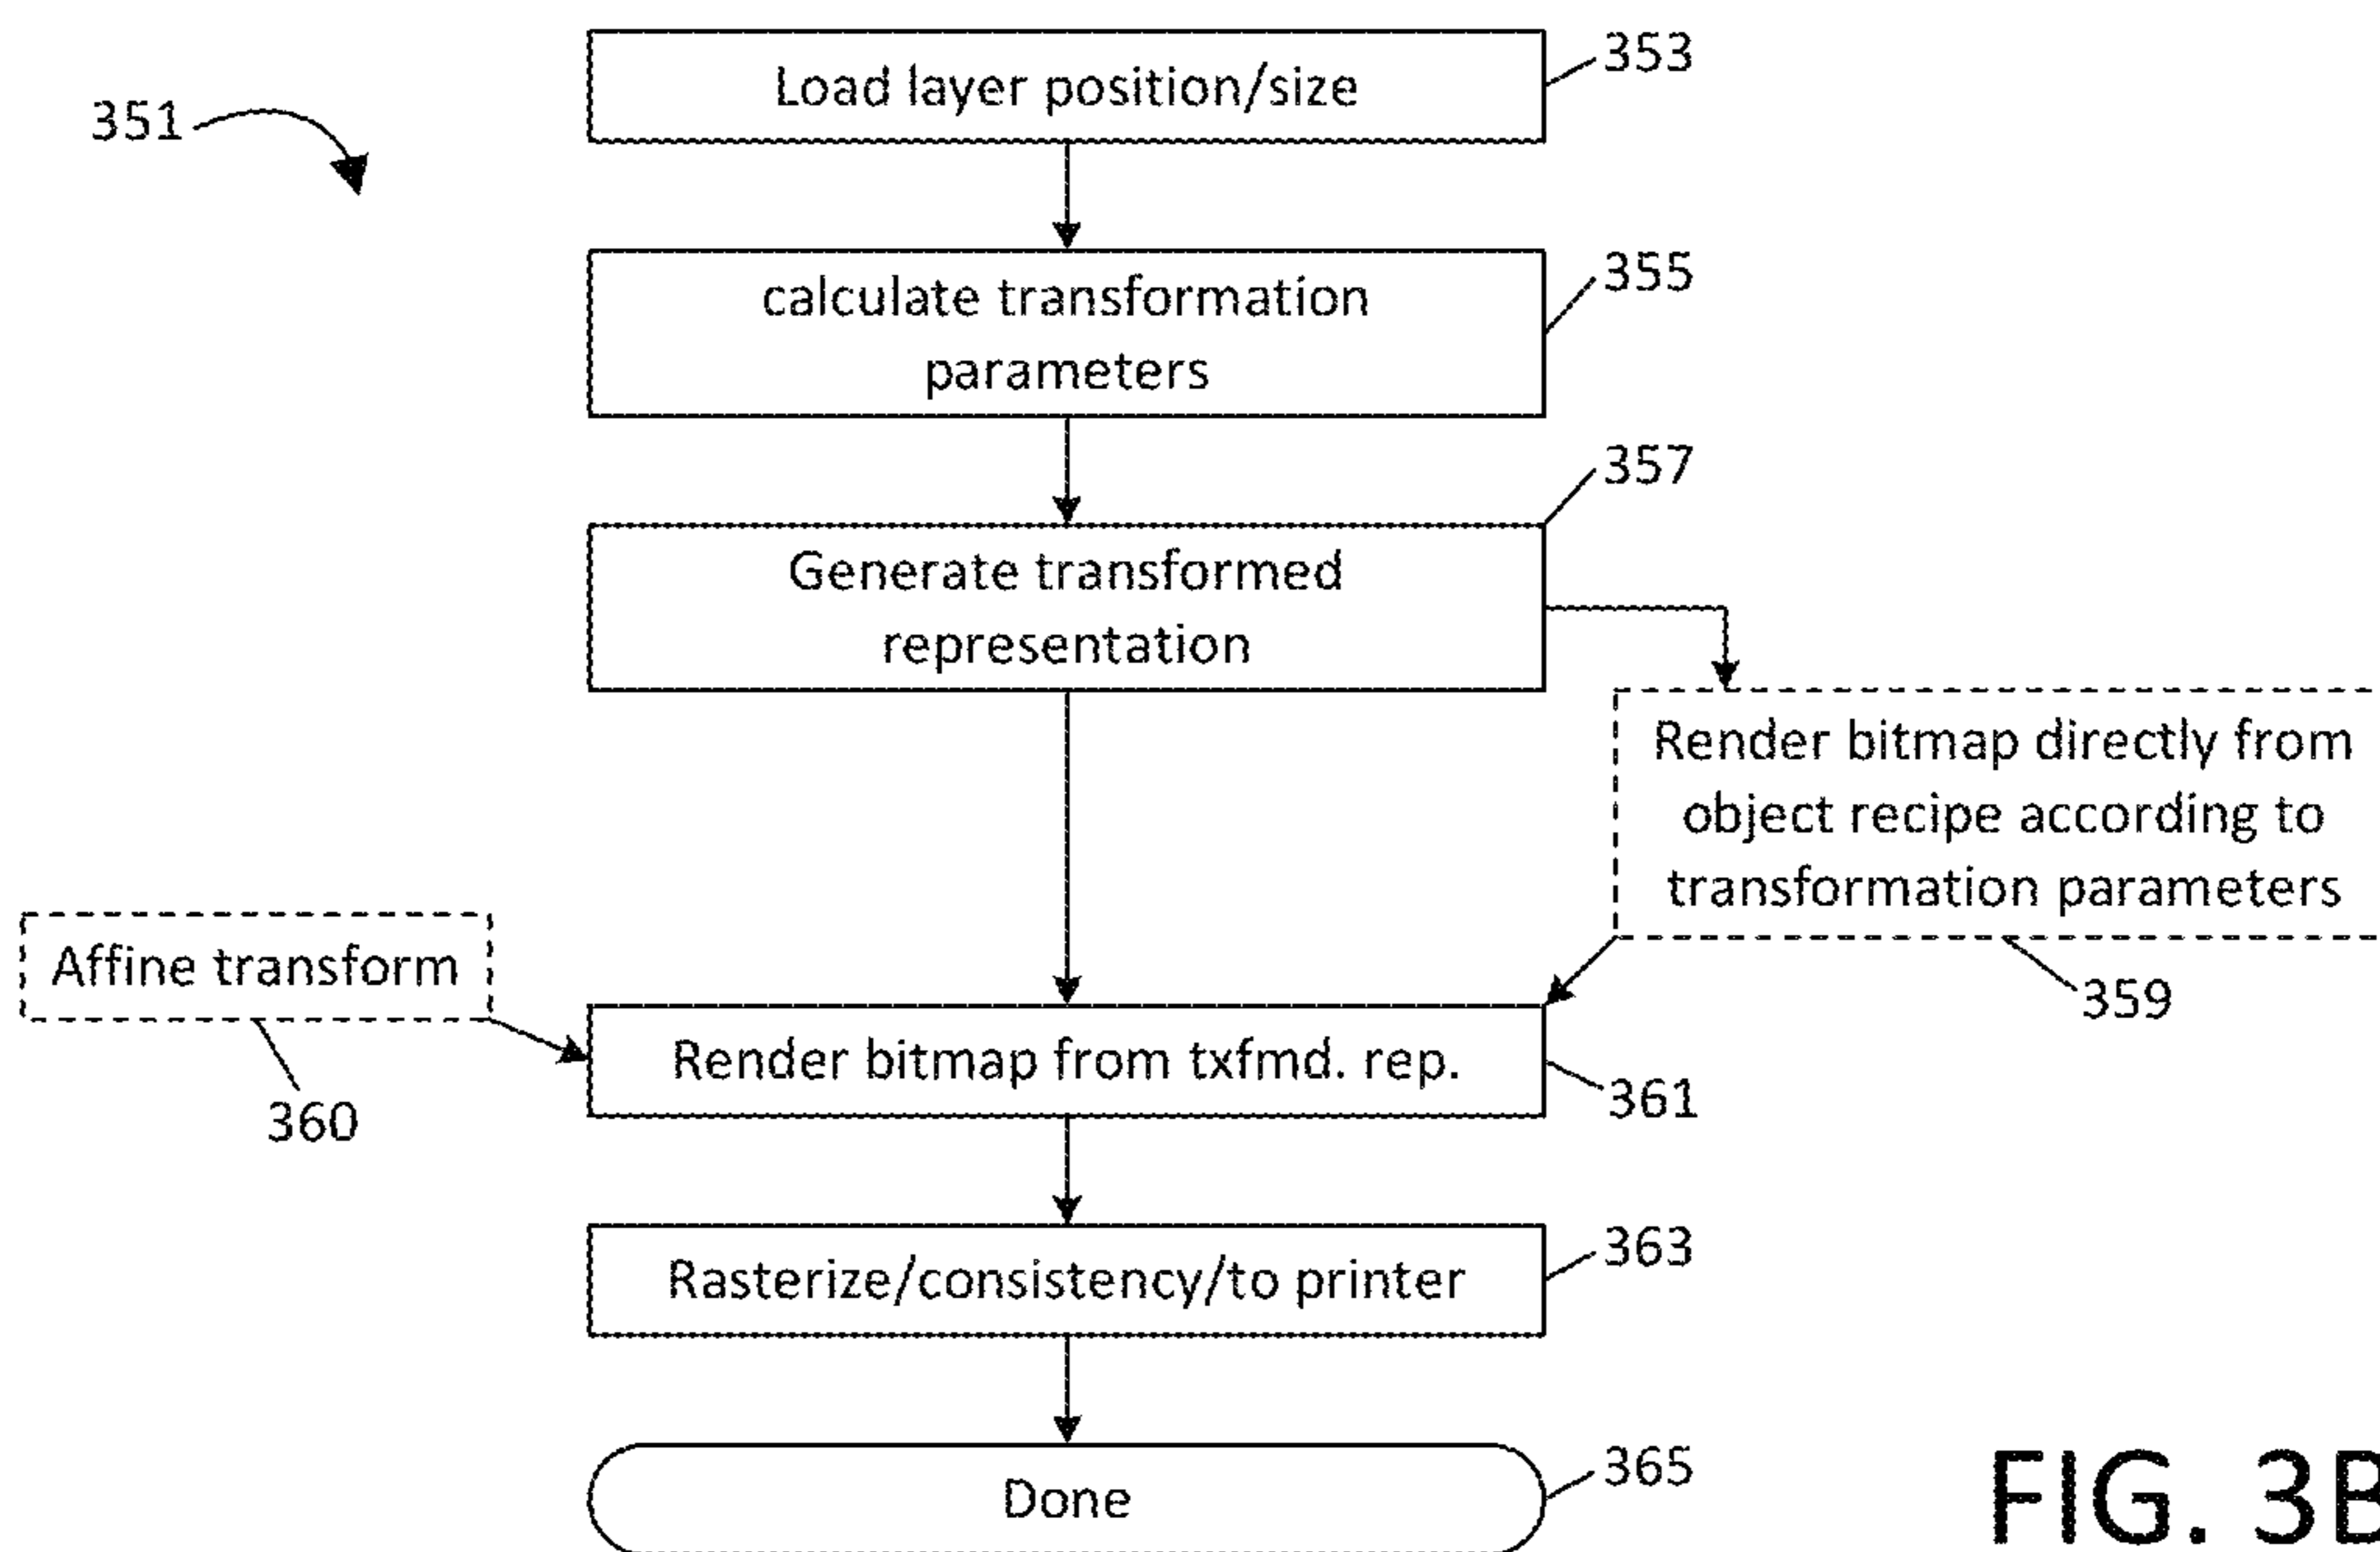 353
Load layer position/size
351
355
calculate transformation
parameters
357
Generate transformed
representation
Render bitmap directly from
object recipe according to
transformation parameters
359
Affine transform
360
Render bitmap from txfmd. rep.
361
363
Rasterize/consistency/to printer
365
Done
FIG. 3B